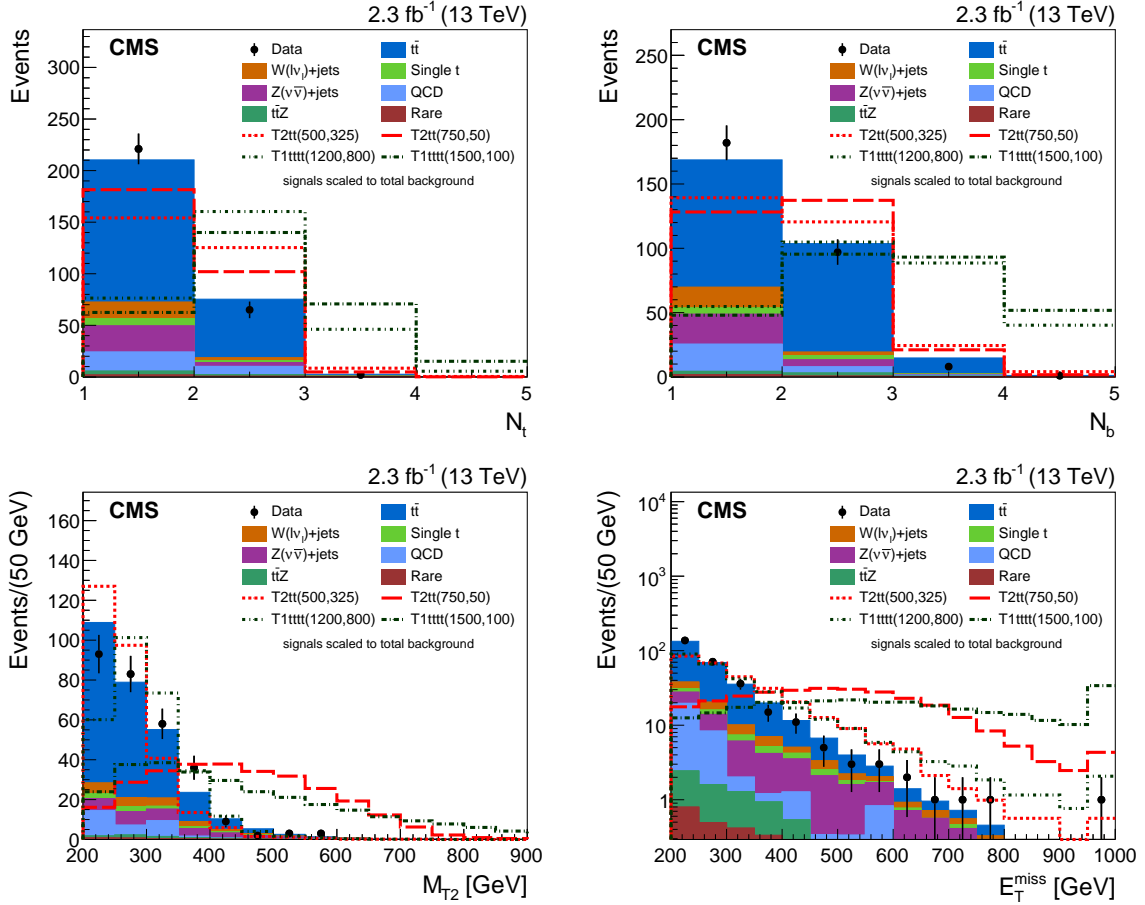 2.3 fb⁻¹ (13 TeV)
Events
CMS
Data
tt̄
W(lν_l)+jets
Single t
Z(νν̄)+jets
QCD
tt̄Z
Rare
T2tt(500,325)
T2tt(750,50)
T1tttt(1200,800)
T1tttt(1500,100)
signals scaled to total background
300
250
200
150
100
50
0
1 2 3 4 5
N_t
2.3 fb⁻¹ (13 TeV)
Events
CMS
Data
tt̄
W(lν_l)+jets
Single t
Z(νν̄)+jets
QCD
tt̄Z
Rare
T2tt(500,325)
T2tt(750,50)
T1tttt(1200,800)
T1tttt(1500,100)
signals scaled to total background
250
200
150
100
50
0
1 2 3 4 5
N_b
2.3 fb⁻¹ (13 TeV)
Events/(50 GeV)
CMS
Data
tt̄
W(lν_l)+jets
Single t
Z(νν̄)+jets
QCD
tt̄Z
Rare
T2tt(500,325)
T2tt(750,50)
T1tttt(1200,800)
T1tttt(1500,100)
signals scaled to total background
160
140
120
100
80
60
40
20
0
200 300 400 500 600 700 800 900
M_T2 [GeV]
2.3 fb⁻¹ (13 TeV)
Events/(50 GeV)
CMS
Data
tt̄
W(lν_l)+jets
Single t
Z(νν̄)+jets
QCD
tt̄Z
Rare
T2tt(500,325)
T2tt(750,50)
T1tttt(1200,800)
T1tttt(1500,100)
signals scaled to total background
10⁴
10³
10²
10
1
200 300 400 500 600 700 800 900 1000
E_T^miss [GeV]